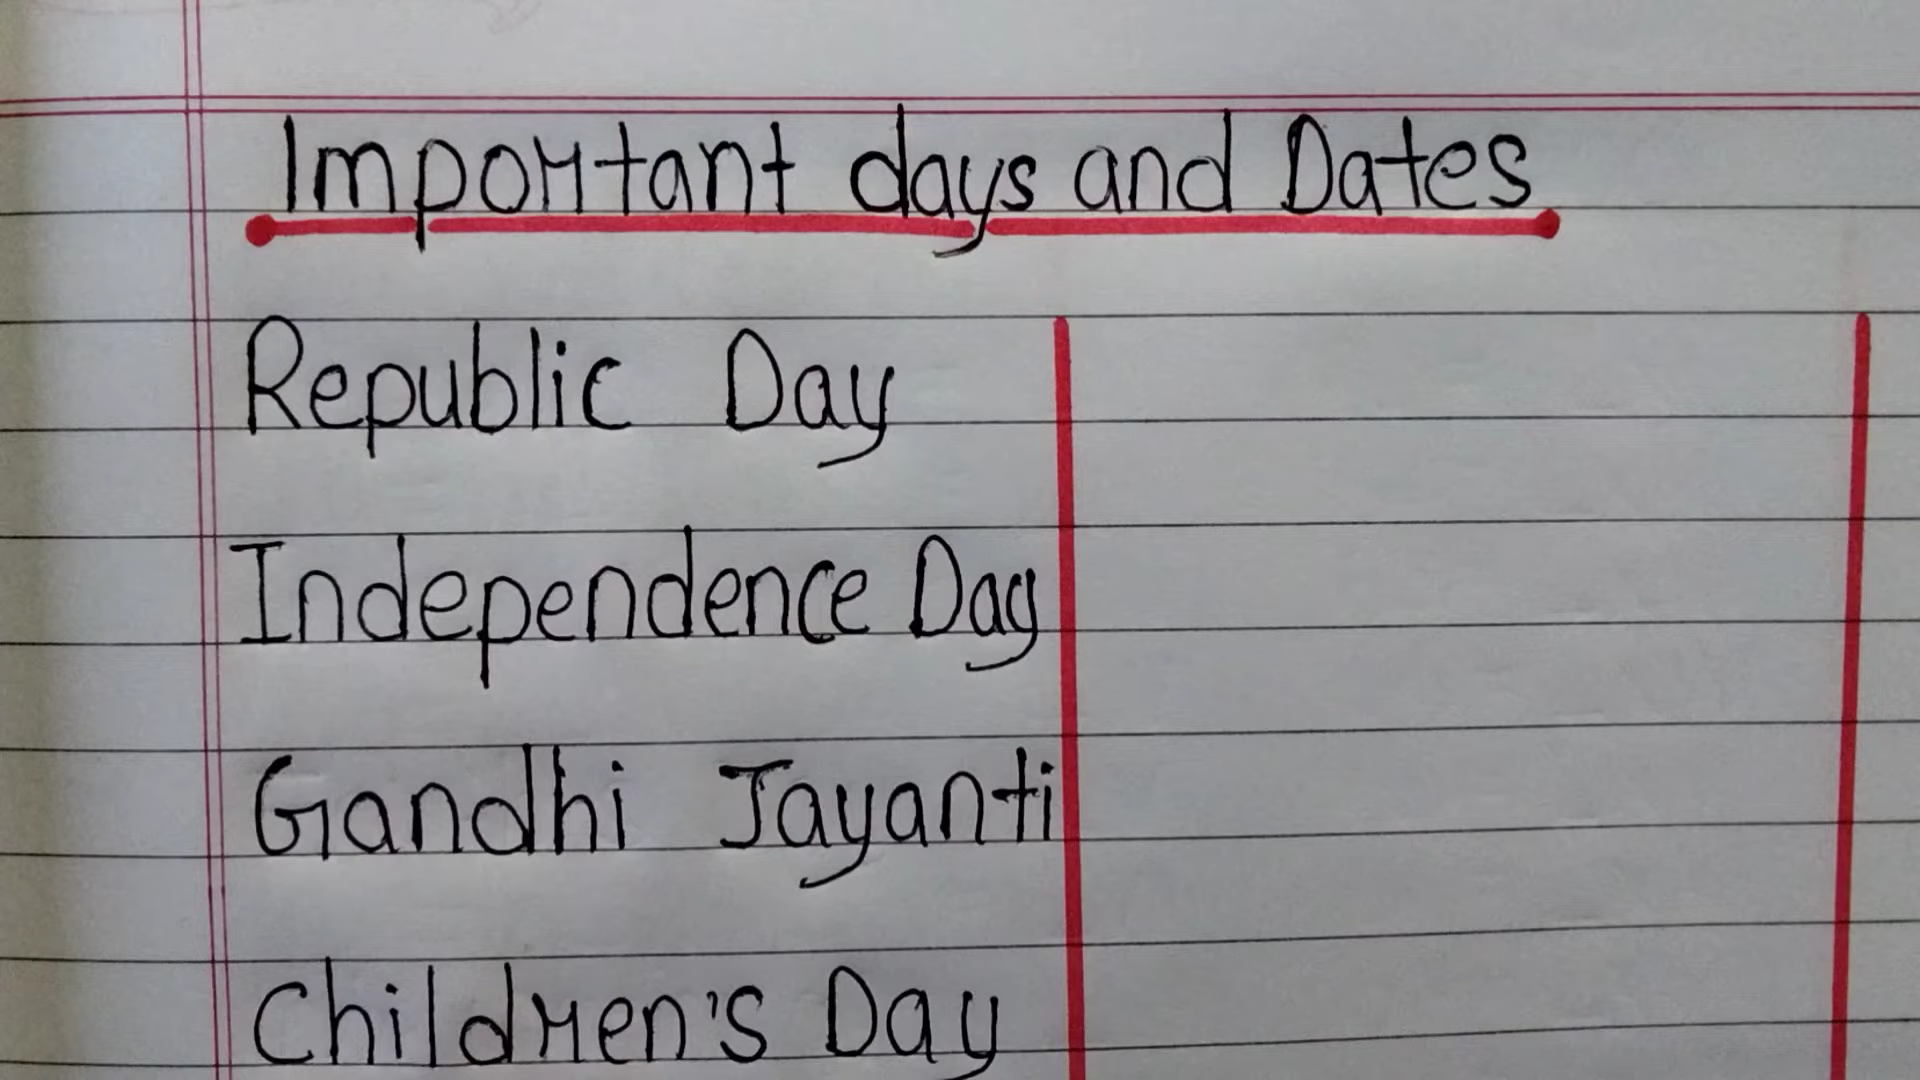 Important days and Dates
Republic Day
Independence Day
Gandhi Jayanti
Children's Day